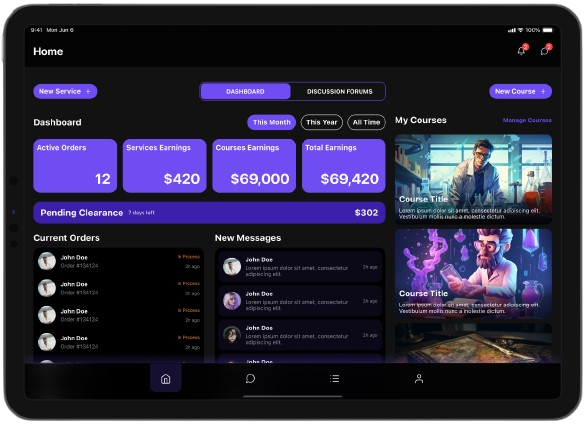 9:41 Mon Jun 6
100%
Home
2
2
New Service +
DASHBOARD
DISCUSSION FORUMS
New Course +
Dashboard
This Month
This Year
All Time
Active Orders
12
Services Earnings
$420
Courses Earnings
$69,000
Total Earnings
$69,420
Pending Clearance 7 days left
$302
Current Orders
John Doe
Order #134124
In Process
2h ago
John Doe
Order #134124
In Process
2h ago
John Doe
Order #134124
In Process
2h ago
John Doe
Order #134124
In Process
2h ago
John Doe
In Process
New Messages
John Doe
Lorem ipsum dolor sit amet, consectetur
adipiscing elit.
2h ago
John Doe
Lorem ipsum dolor sit amet, consectetur
adipiscing elit.
2h ago
John Doe
Lorem ipsum dolor sit amet, consectetur
adipiscing elit.
2h ago
John Doe
My Courses
Manage Courses
Course Title
Lorem ipsum dolor sit amet, consectetur adipiscing elit.
Vestibulum mollis nunc a molestie dictum.
Course Title
Lorem ipsum dolor sit amet, consectetur adipiscing elit.
Vestibulum mollis nunc a molestie dictum.